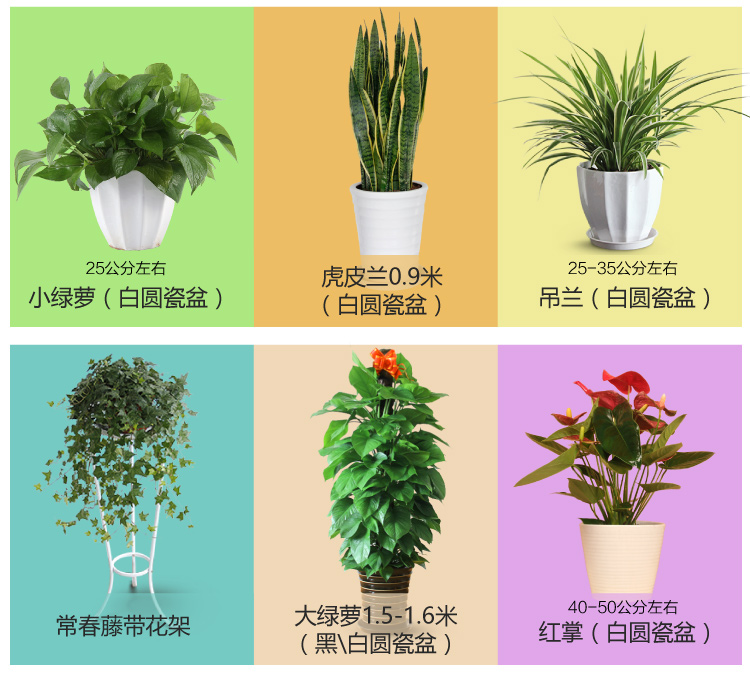 25公分左右
小绿萝（白圆瓷盆）
虎皮兰0.9米
（白圆瓷盆）
25-35公分左右
吊兰（白圆瓷盆）
常春藤带花架
大绿萝1.5-1.6米
（黑\白圆瓷盆）
40-50公分左右
红掌（白圆瓷盆）